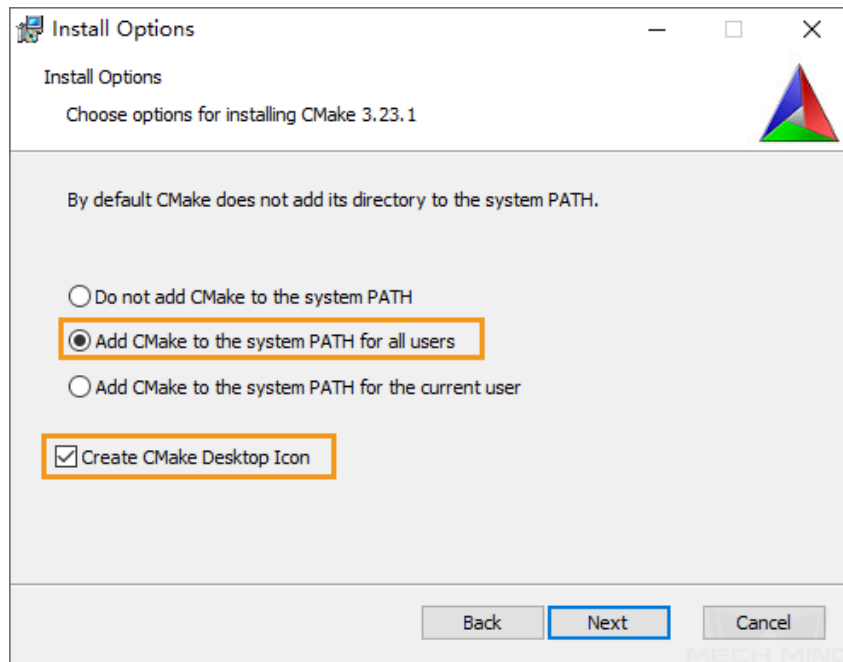 Install Options
Install Options
Choose options for installing CMake 3.23.1
By default CMake does not add its directory to the system PATH.
Do not add CMake to the system PATH
Add CMake to the system PATH for all users
Add CMake to the system PATH for the current user
Create CMake Desktop Icon
Back Next Cancel
MECH MIND